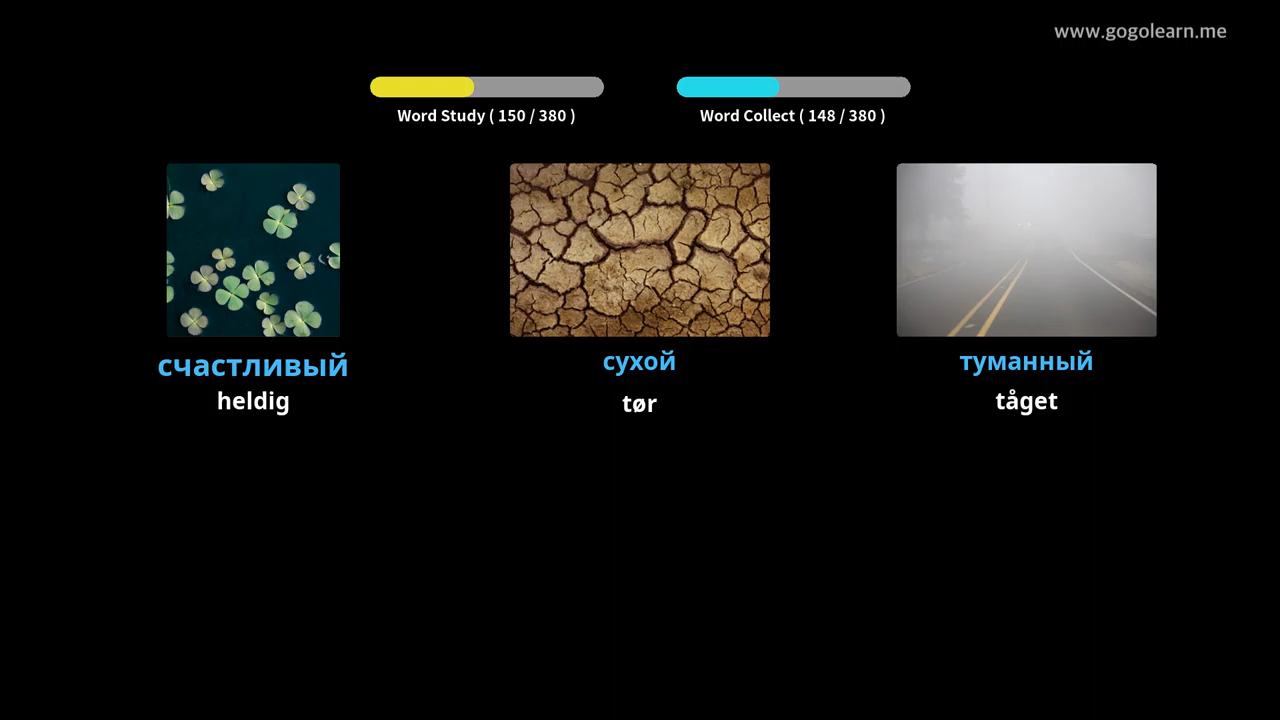 www.gogolearn.me
Word Study ( 150 / 380 )
Word Collect ( 148 / 380 )
счастливый
heldig
сухой
tør
туманный
tåget